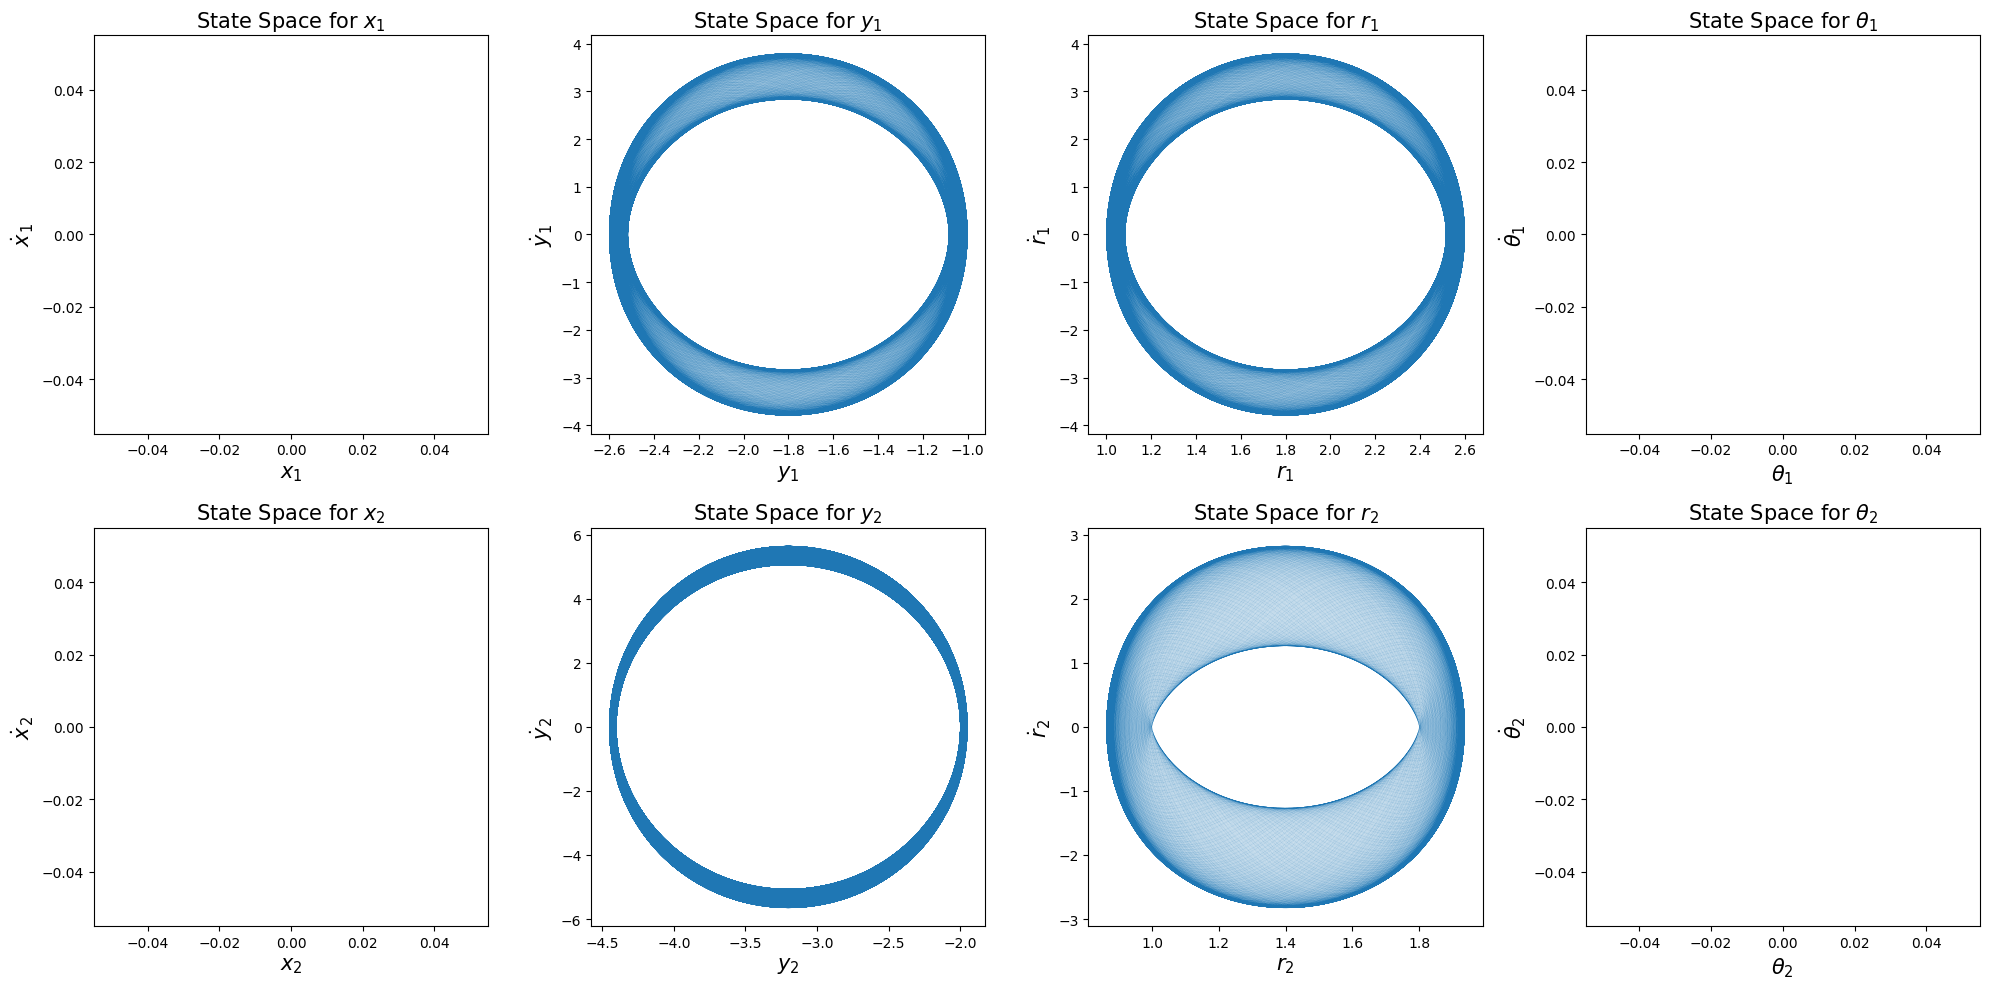 State Space for x₁
State Space for y₁
State Space for r₁
State Space for θ₁
0.04
0.02
0.00
−0.02
−0.04
ẋ₁
−0.04 −0.02 0.00 0.02 0.04
x₁
4
3
2
1
0
−1
−2
−3
−4
ẏ₁
−2.6 −2.4 −2.2 −2.0 −1.8 −1.6 −1.4 −1.2 −1.0
y₁
4
3
2
1
0
−1
−2
−3
−4
ṙ₁
1.0 1.2 1.4 1.6 1.8 2.0 2.2 2.4 2.6
r₁
0.04
0.02
0.00
−0.02
−0.04
θ̇₁
−0.04 −0.02 0.00 0.02 0.04
θ₁
State Space for x₂
State Space for y₂
State Space for r₂
State Space for θ₂
0.04
0.02
0.00
−0.02
−0.04
ẋ₂
−0.04 −0.02 0.00 0.02 0.04
x₂
6
4
2
0
−2
−4
−6
ẏ₂
−4.5 −4.0 −3.5 −3.0 −2.5 −2.0
y₂
3
2
1
0
−1
−2
−3
ṙ₂
1.0 1.2 1.4 1.6 1.8
r₂
0.04
0.02
0.00
−0.02
−0.04
θ̇₂
−0.04 −0.02 0.00 0.02 0.04
θ₂